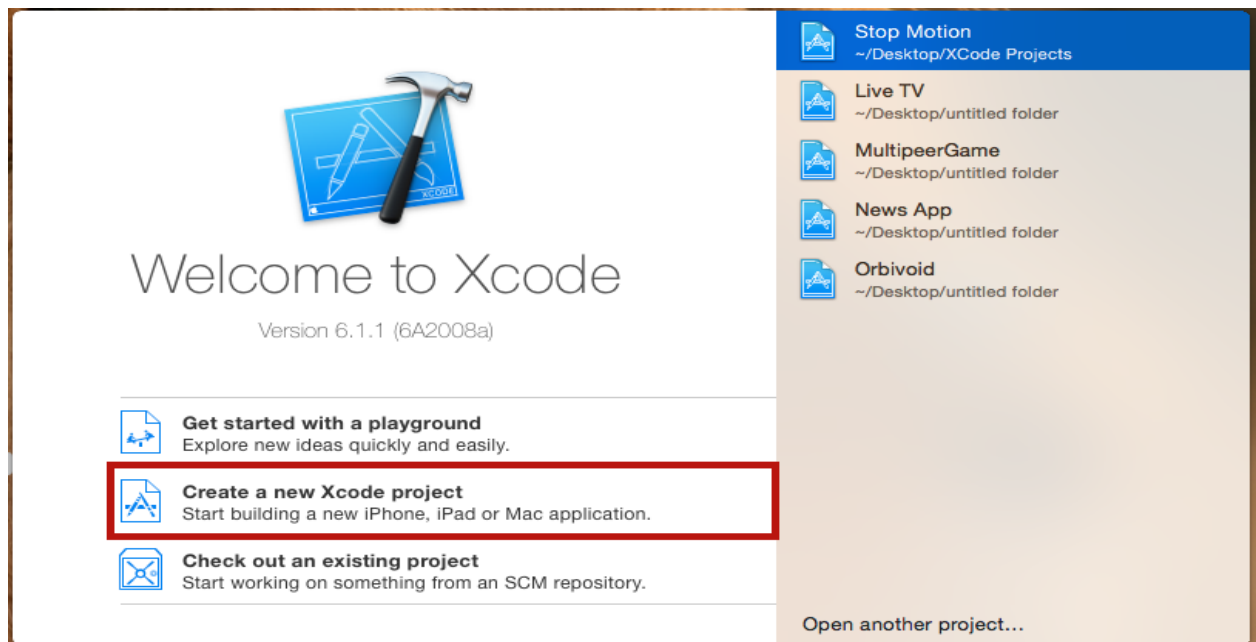 XCODE
Welcome to Xcode
Version 6.1.1 (6A2008a)
Get started with a playground
Explore new ideas quickly and easily.
Create a new Xcode project
Start building a new iPhone, iPad or Mac application.
Check out an existing project
Start working on something from an SCM repository.
Stop Motion
~/Desktop/XCode Projects
Live TV
~/Desktop/untitled folder
MultipeerGame
~/Desktop/untitled folder
News App
~/Desktop/untitled folder
Orbivoid
~/Desktop/untitled folder
Open another project...